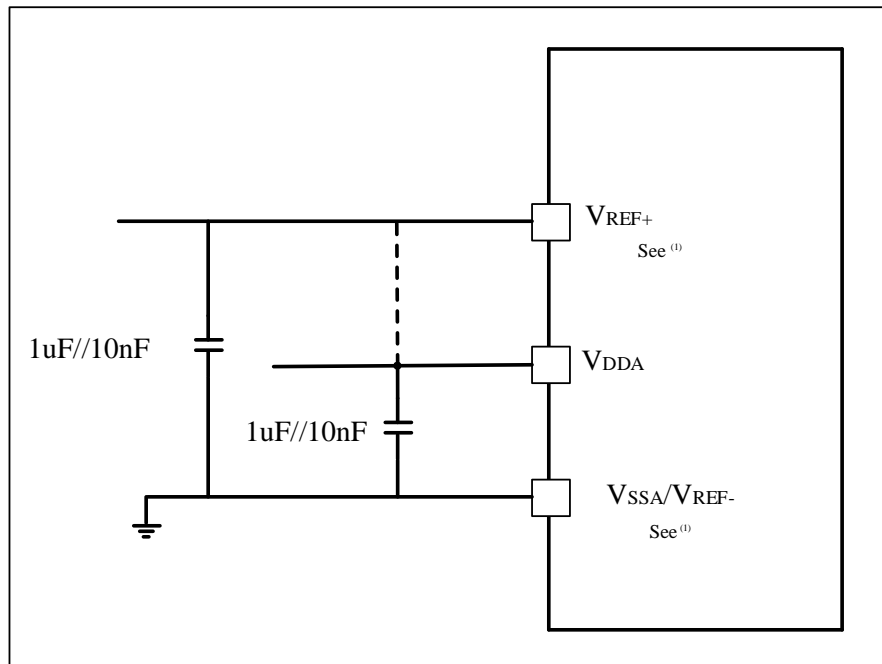 VREF+
See (1)
1uF//10nF
VDDA
1uF//10nF
VSSA/VREF-
See (1)